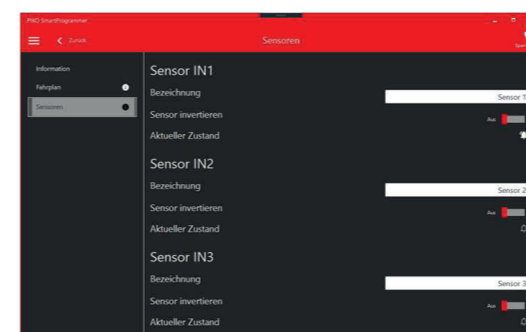 PIKO SmartProgrammer
Zurück
Sensoren
Information
Fahrplan
Sensoren
Sensor IN1
Bezeichnung
Sensor 1
Sensor invertieren
Aus
Aktueller Zustand
Sensor IN2
Bezeichnung
Sensor 2
Sensor invertieren
Aus
Aktueller Zustand
Sensor IN3
Bezeichnung
Sensor 3
Sensor invertieren
Aus
Aktueller Zustand